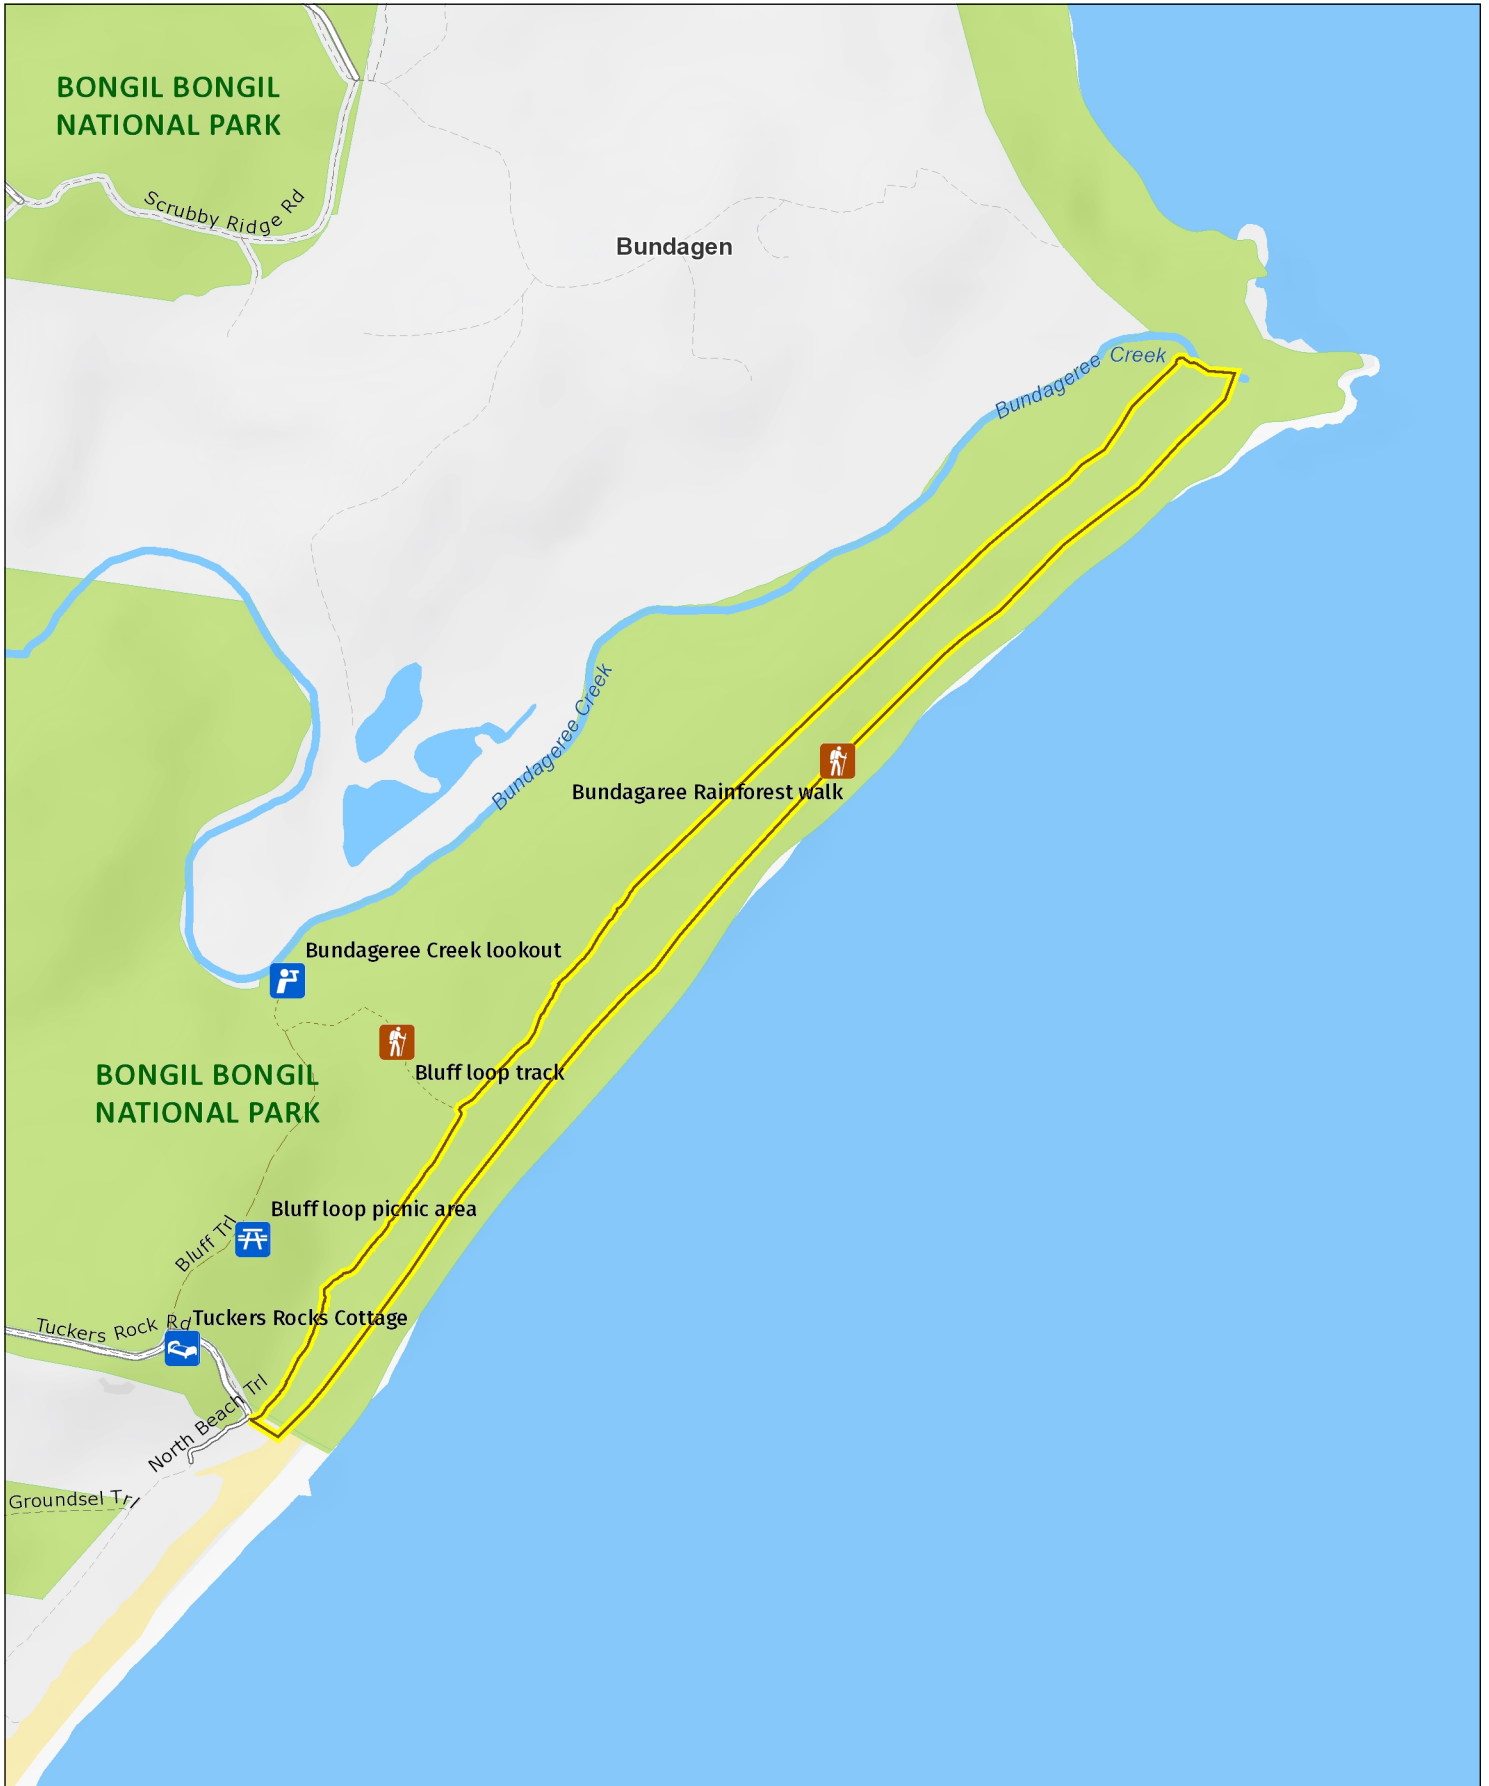 BONGIL BONGIL
NATIONAL PARK
Scrubby Ridge Rd
Bundagen
Bundageree Creek
Bundageree Creek
Bundagaree Rainforest walk
Bundageree Creek lookout
Bluff loop track
BONGIL BONGIL
NATIONAL PARK
Bluff loop picnic area
Bluff Trl
Tuckers Rocks Cottage
Tuckers Rock Rd
North Beach Trl
Groundsel Trl